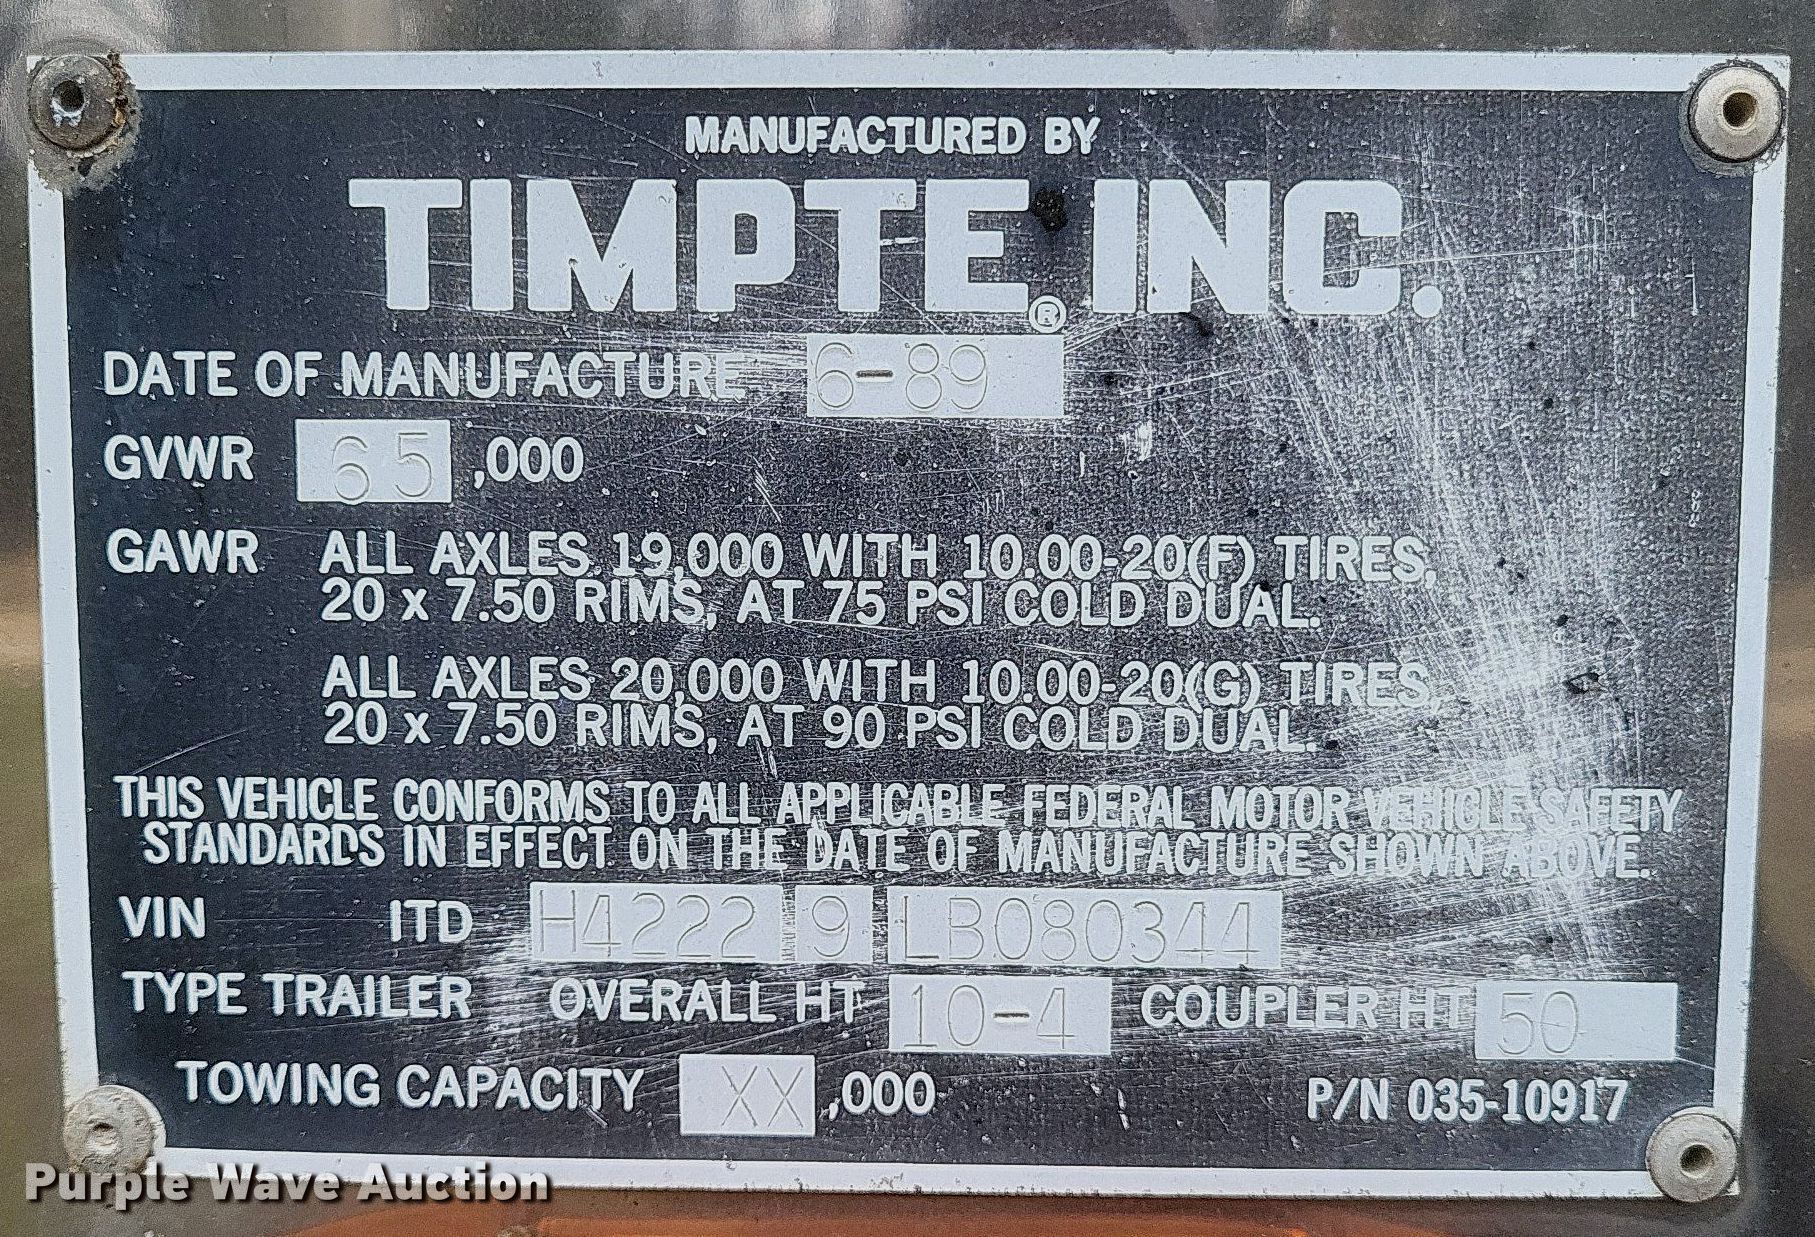 MANUFACTURED BY
TIMPTE® INC.
DATE OF MANUFACTURE 6-89
GVWR 65,000
GAWR ALL AXLES 19,000 WITH 10.00-20(F) TIRES,
20 x 7.50 RIMS, AT 75 PSI COLD DUAL.
ALL AXLES 20,000 WITH 10.00-20(G) TIRES,
20 x 7.50 RIMS, AT 90 PSI COLD DUAL.
THIS VEHICLE CONFORMS TO ALL APPLICABLE FEDERAL MOTOR VEHICLE SAFETY
STANDARDS IN EFFECT ON THE DATE OF MANUFACTURE SHOWN ABOVE.
VIN ITD H4222 9 LB080344
TYPE TRAILER OVERALL HT 10-4 COUPLER HT 50
TOWING CAPACITY XX,000 P/N 035-10917
Purple Wave Auction